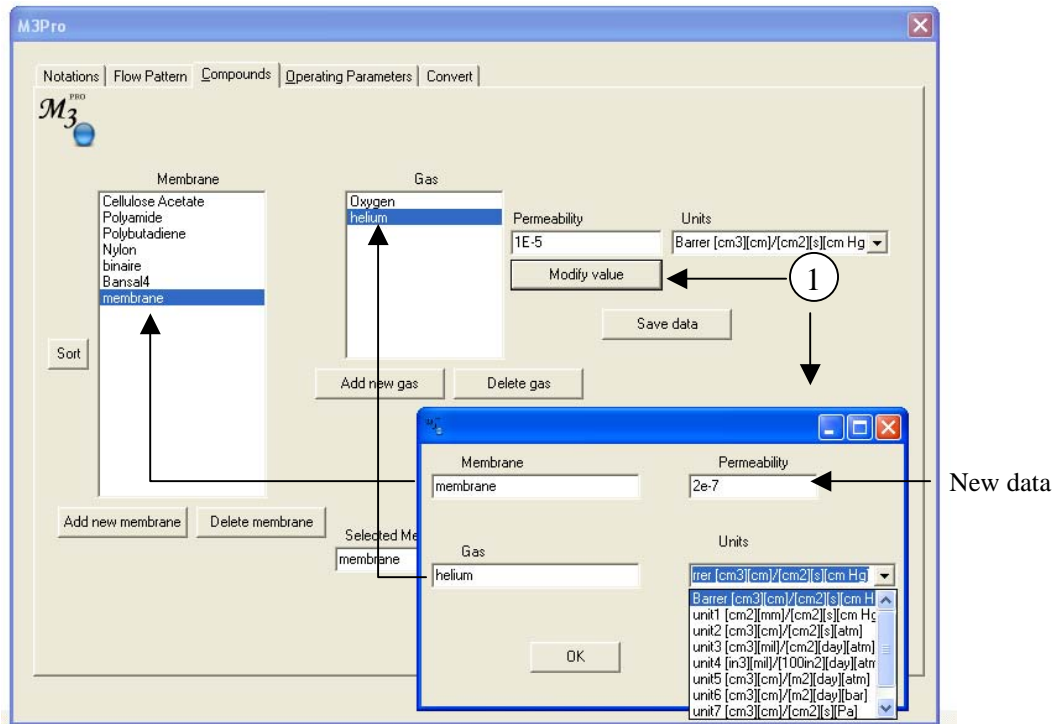 M3Pro
Notations Flow Pattern Compounds Operating Parameters Convert
M3 PRO
Membrane
Gas
Cellulose Acetate
Polyamide
Polybutadiene
Nylon
binaire
Bansal4
membrane
Oxygen
helium
Permeability
Units
1E-5
Barrer [cm3][cm]/[cm2][s][cm Hg
Modify value
1
Save data
Sort
Add new gas
Delete gas
Add new membrane
Delete membrane
Selected Me
membrane
Membrane
Permeability
membrane
2e-7
New data
Gas
Units
helium
rrer [cm3][cm]/[cm2][s][cm Hg]
Barrer [cm3][cm]/[cm2][s][cm H
unit1 [cm2][mm]/[cm2][s][cm Hg
unit2 [cm3][cm]/[cm2][s][atm]
unit3 [cm3][mil]/[cm2][day][atm]
unit4 [in3][mil]/[100in2][day][atm
unit5 [cm3][cm]/[m2][day][atm]
unit6 [cm3][cm]/[m2][day][bar]
unit7 [cm3][cm]/[cm2][s][Pa]
OK